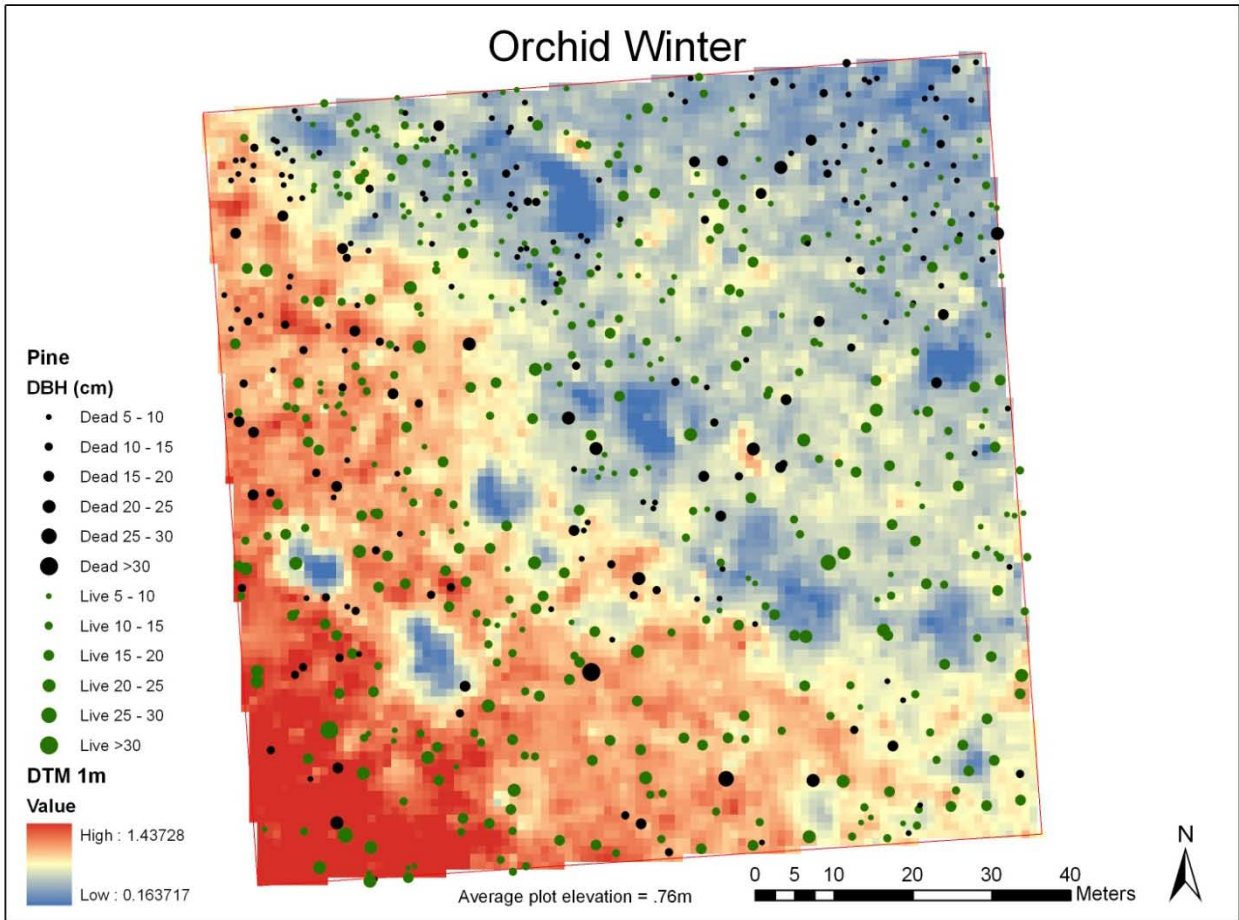 Orchid Winter
Pine
DBH (cm)
Dead 5 - 10
Dead 10 - 15
Dead 15 - 20
Dead 20 - 25
Dead 25 - 30
Dead >30
Live 5 - 10
Live 10 - 15
Live 15 - 20
Live 20 - 25
Live 25 - 30
Live >30
DTM 1m
Value
High : 1.43728
Low : 0.163717
Average plot elevation = .76m
0 5 10 20 30 40
Meters
N